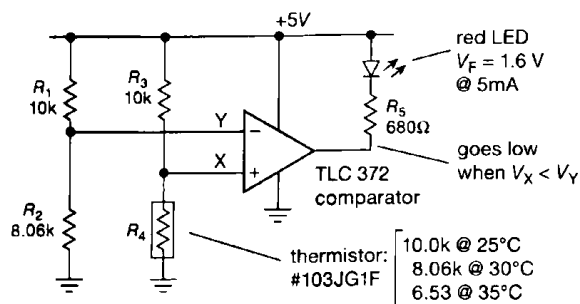 +5V
red LED
V_F = 1.6 V
@ 5mA
R1
10k
R3
10k
R5
680Ω
Y
−
X
+
TLC 372
comparator
goes low
when V_X < V_Y
R2
8.06k
R4
thermistor:
#103JG1F
10.0k @ 25°C
8.06k @ 30°C
6.53 @ 35°C